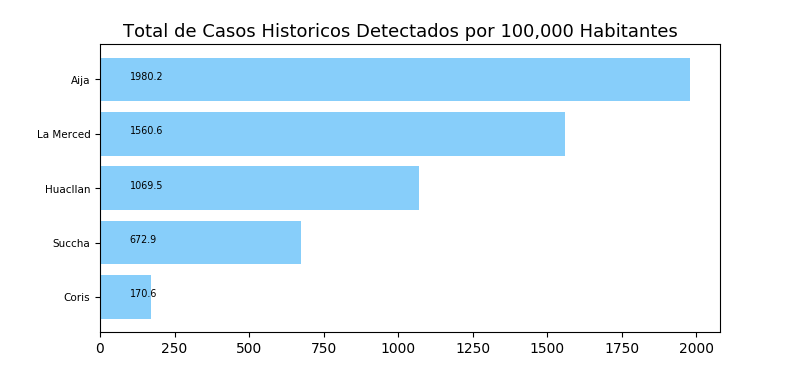 Total de Casos Historicos Detectados por 100,000 Habitantes
Aija 1980.2
La Merced 1560.6
Huacllan 1069.5
Succha 672.9
Coris 170.6
0 250 500 750 1000 1250 1500 1750 2000